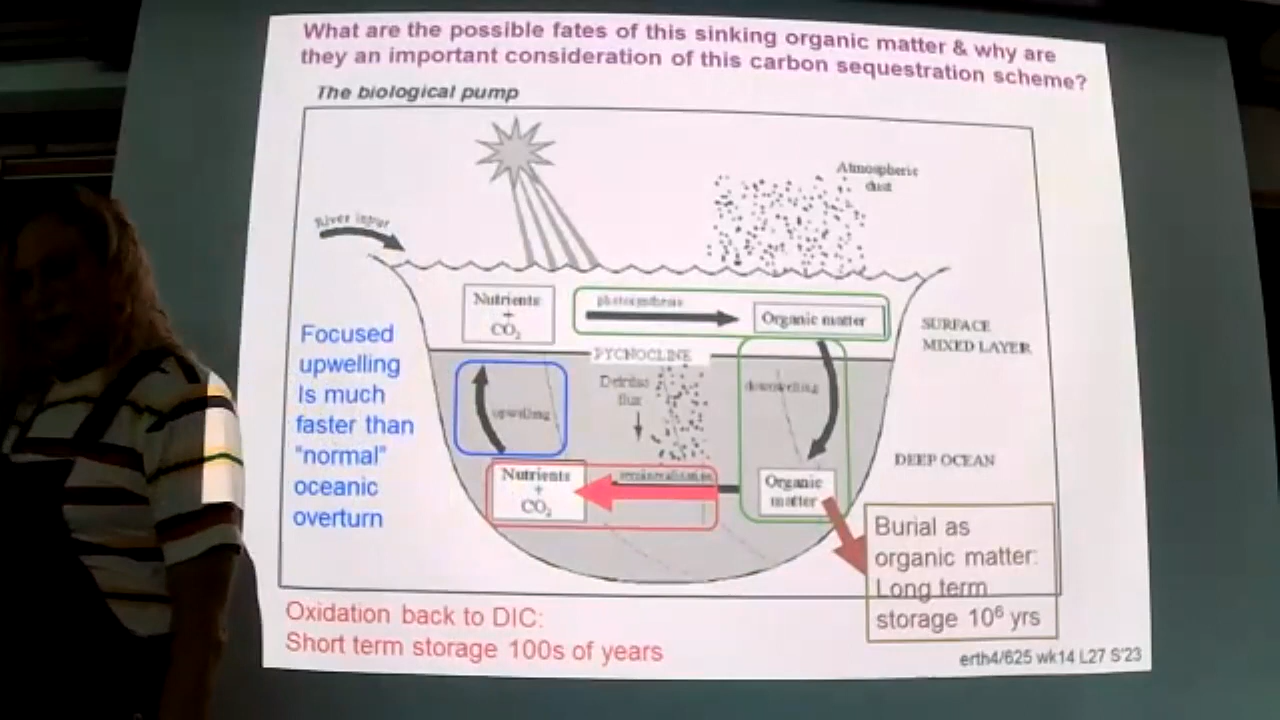 What are the possible fates of this sinking organic matter & why are
they an important consideration of this carbon sequestration scheme?
The biological pump
Atmospheric
dust
River input
Nutrients
+
CO₂
photosynthesis
Organic matter
SURFACE
MIXED LAYER
PYCNOCLINE
Focused
upwelling
Is much
faster than
"normal"
oceanic
overturn
Detritus
flux
downwelling
upwelling
DEEP OCEAN
Nutrients
+
CO₂
remineralisation
Organic
matter
Burial as
organic matter:
Long term
storage 10⁶ yrs
Oxidation back to DIC:
Short term storage 100s of years
erth4/625 wk14 L27 S'23